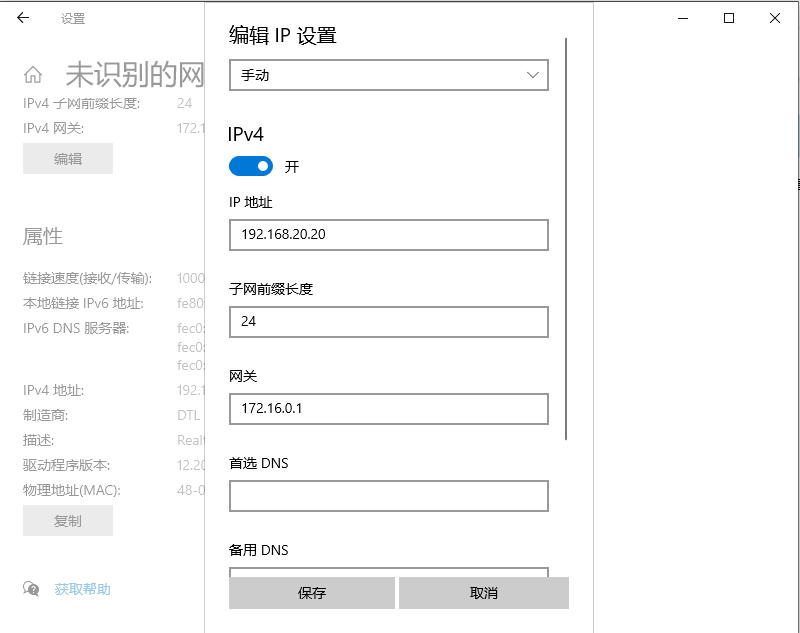 设置
未识别的网
IPv4 子网前缀长度: 24
IPv4 网关: 172.1
编辑
属性
链接速度(接收/传输): 1000
本地链接 IPv6 地址: fe80
IPv6 DNS 服务器: fec0:
fec0:
fec0:
IPv4 地址: 192.1
制造商: DTL
描述: Realt
驱动程序版本: 12.20
物理地址(MAC): 48-0
复制
获取帮助
编辑 IP 设置
手动
IPv4
开
IP 地址
192.168.20.20
子网前缀长度
24
网关
172.16.0.1
首选 DNS
备用 DNS
保存
取消